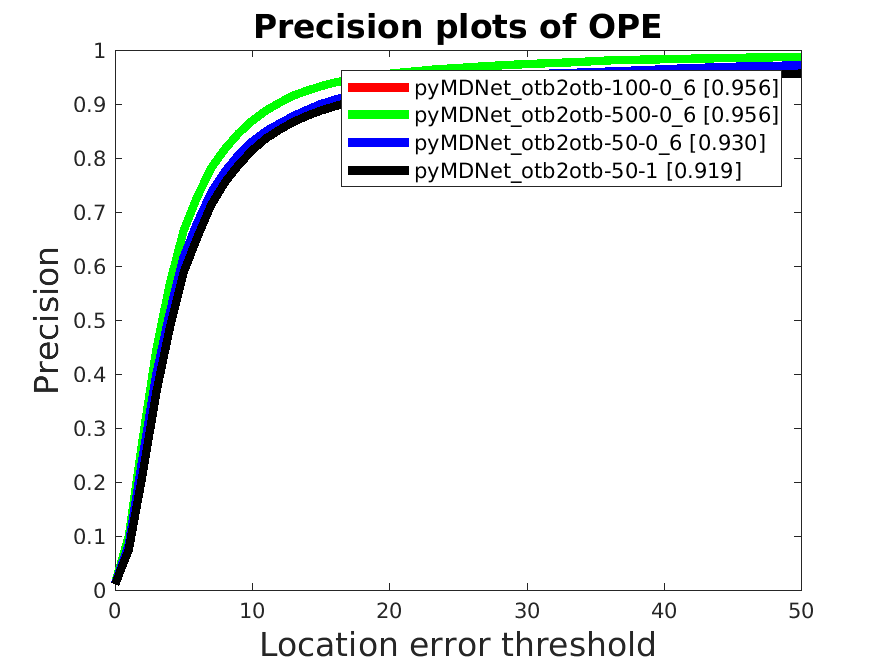 Precision plots of OPE
1
0.9
0.8
0.7
0.6
0.5
0.4
0.3
0.2
0.1
0
Precision
pyMDNet_otb2otb-100-0_6 [0.956]
pyMDNet_otb2otb-500-0_6 [0.956]
pyMDNet_otb2otb-50-0_6 [0.930]
pyMDNet_otb2otb-50-1 [0.919]
0 10 20 30 40 50
Location error threshold